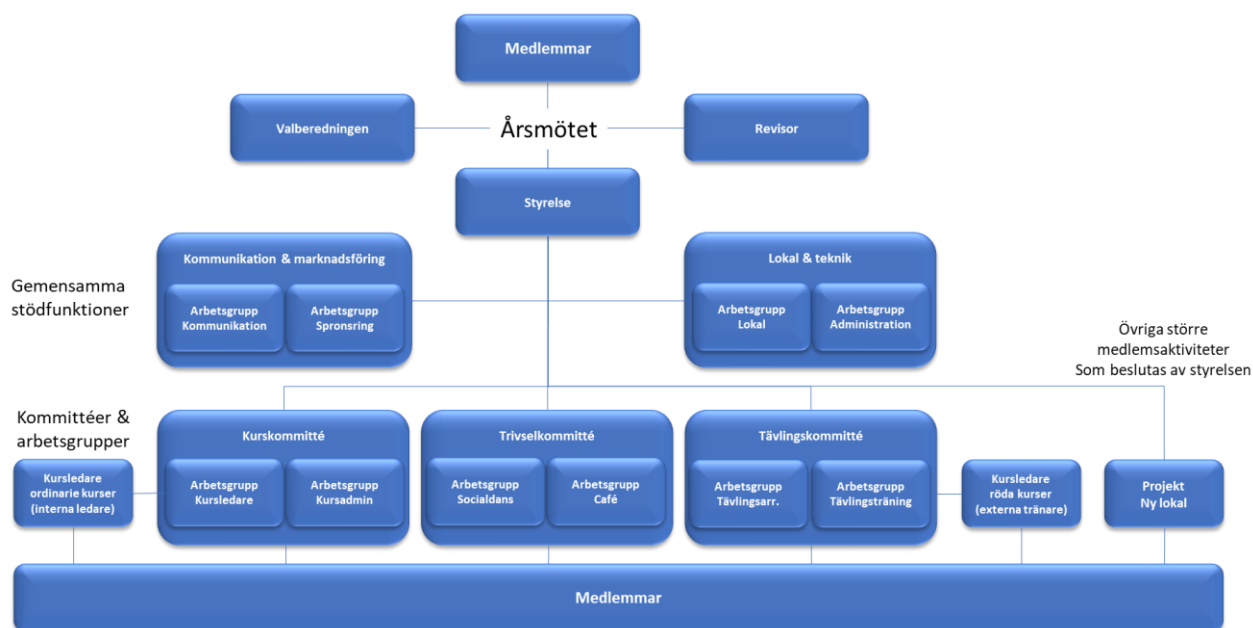 Medlemmar
Valberedningen
Årsmötet
Revisor
Styrelse
Gemensamma
stödfunktioner
Kommunikation & marknadsföring
Arbetsgrupp
Kommunikation
Arbetsgrupp
Spronsring
Lokal & teknik
Arbetsgrupp
Lokal
Arbetsgrupp
Administration
Övriga större
medlemsaktiviteter
Som beslutas av styrelsen
Kommittéer &
arbetsgrupper
Kursledare
ordinarie kurser
(interna ledare)
Kurskommitté
Arbetsgrupp
Kursledare
Arbetsgrupp
Kursadmin
Trivselkommitté
Arbetsgrupp
Socialdans
Arbetsgrupp
Café
Tävlingskommitté
Arbetsgrupp
Tävlingsarr.
Arbetsgrupp
Tävlingsträning
Kursledare
röda kurser
(externa tränare)
Projekt
Ny lokal
Medlemmar